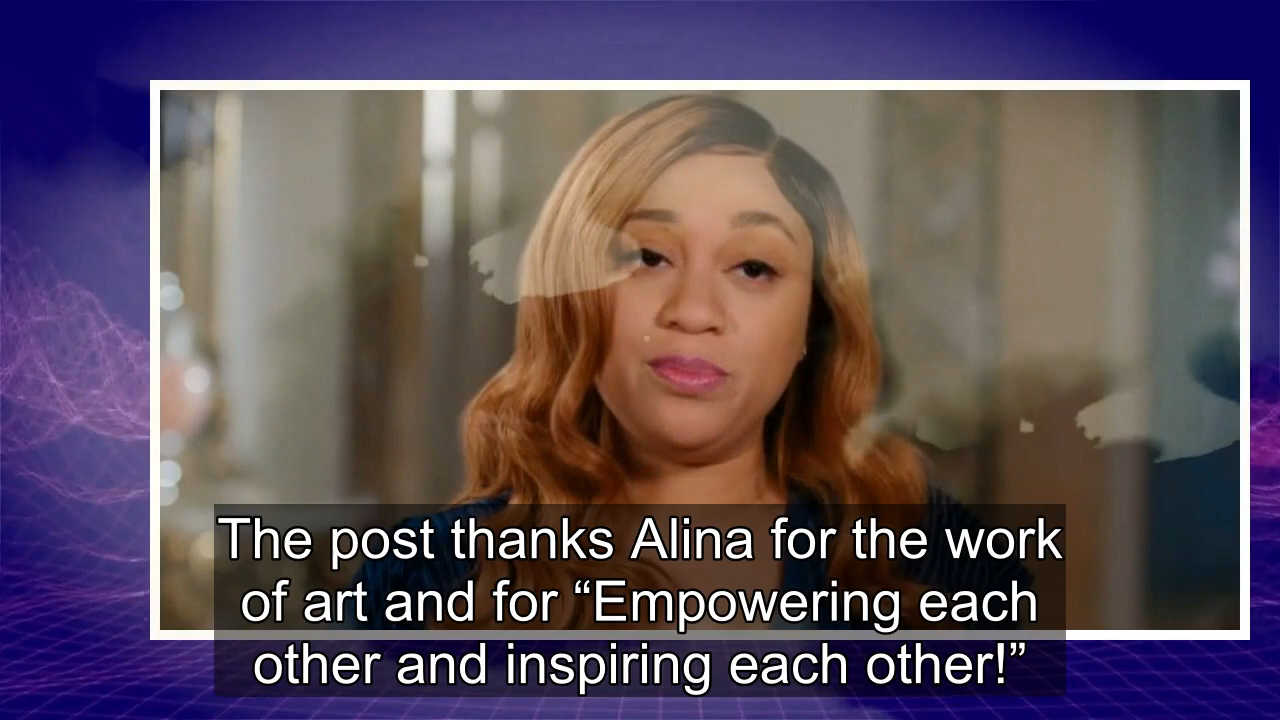 The post thanks Alina for the work
of art and for “Empowering each
other and inspiring each other!”